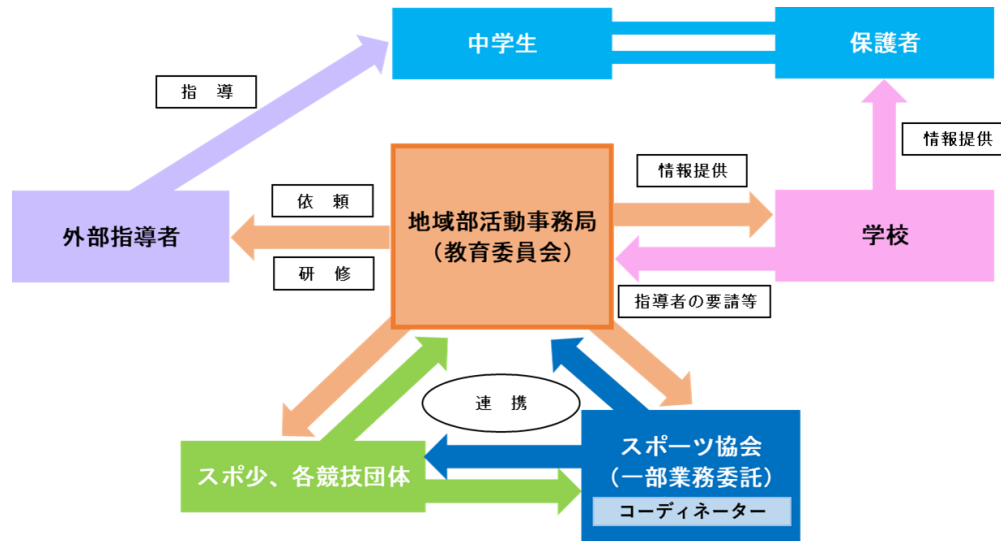 中学生
保護者
指　導
情報提供
情報提供
依　頼
地域部活動事務局
（教育委員会）
外部指導者
学校
研　修
指導者の要請等
連　携
スポ少、各競技団体
スポーツ協会
（一部業務委託）
コーディネーター